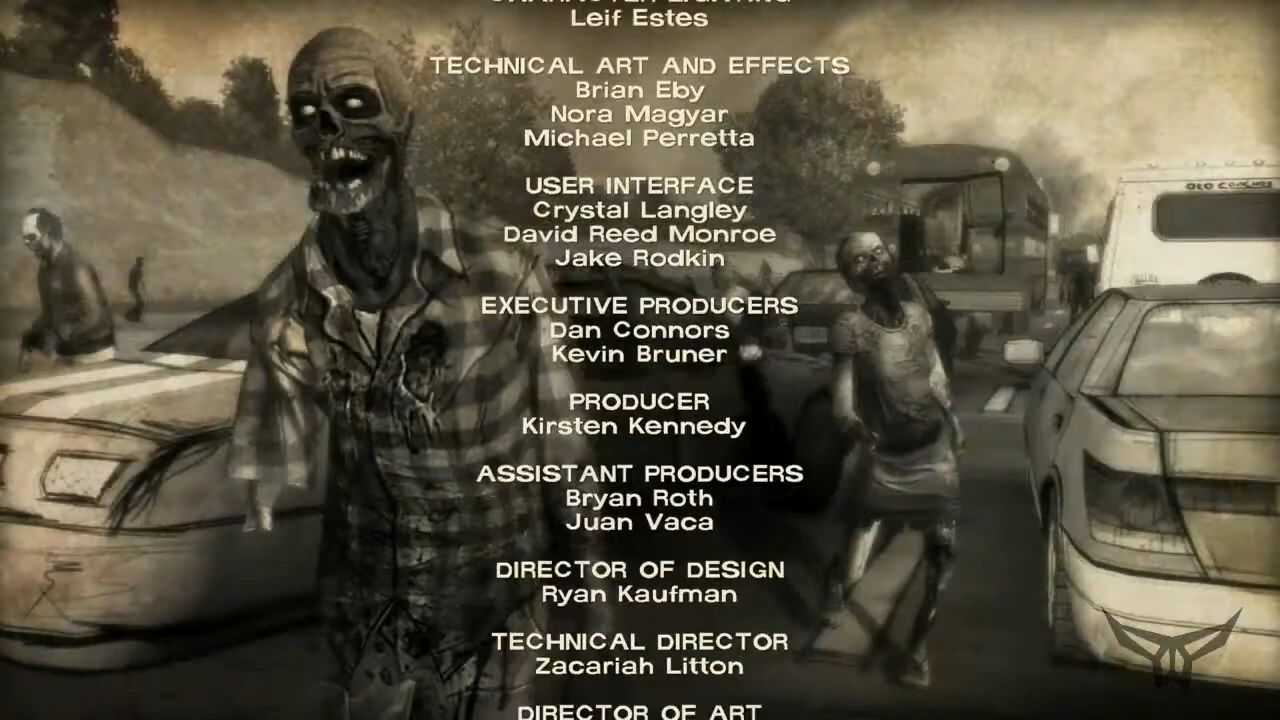 CHARACTER LIGHTING
Leif Estes
TECHNICAL ART AND EFFECTS
Brian Eby
Nora Magyar
Michael Perretta
USER INTERFACE
Crystal Langley
David Reed Monroe
Jake Rodkin
EXECUTIVE PRODUCERS
Dan Connors
Kevin Bruner
PRODUCER
Kirsten Kennedy
ASSISTANT PRODUCERS
Bryan Roth
Juan Vaca
DIRECTOR OF DESIGN
Ryan Kaufman
TECHNICAL DIRECTOR
Zacariah Litton
DIRECTOR OF ART